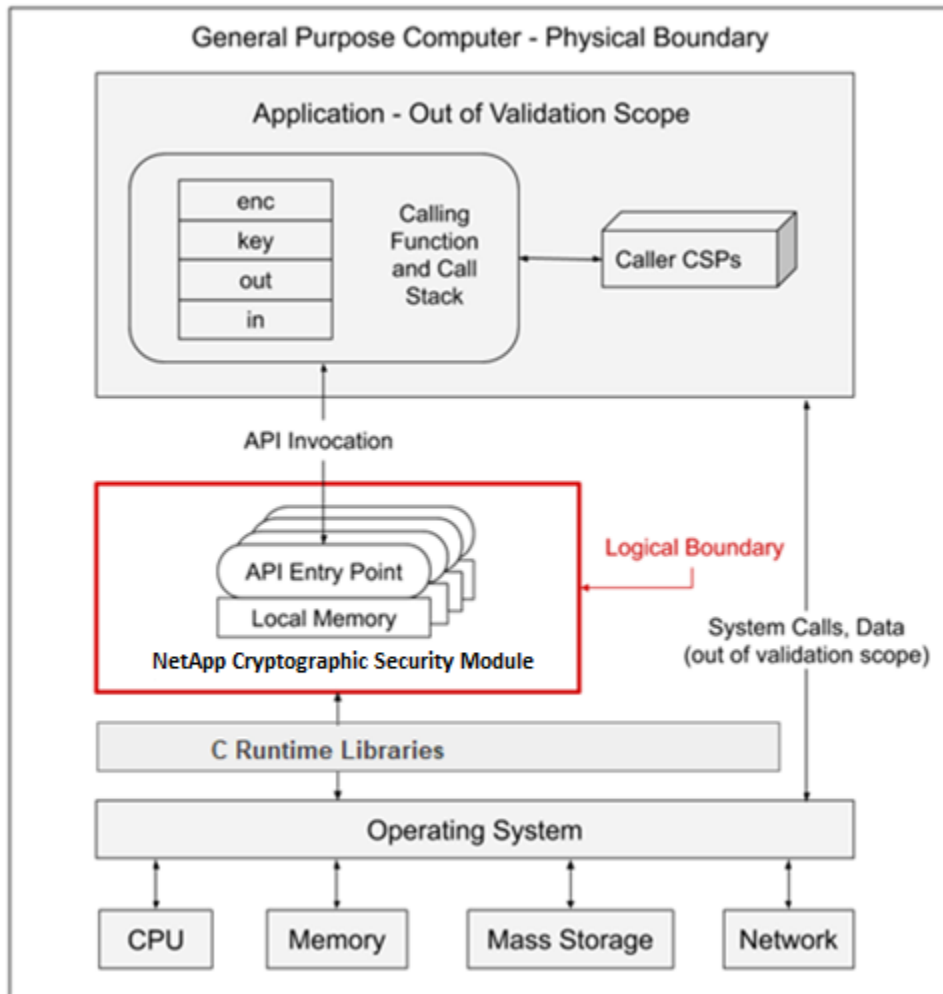 General Purpose Computer - Physical Boundary
Application - Out of Validation Scope
enc
key
out
in
Calling
Function
and Call
Stack
Caller CSPs
API Invocation
API Entry Point
Local Memory
NetApp Cryptographic Security Module
Logical Boundary
System Calls, Data
(out of validation scope)
C Runtime Libraries
Operating System
CPU
Memory
Mass Storage
Network